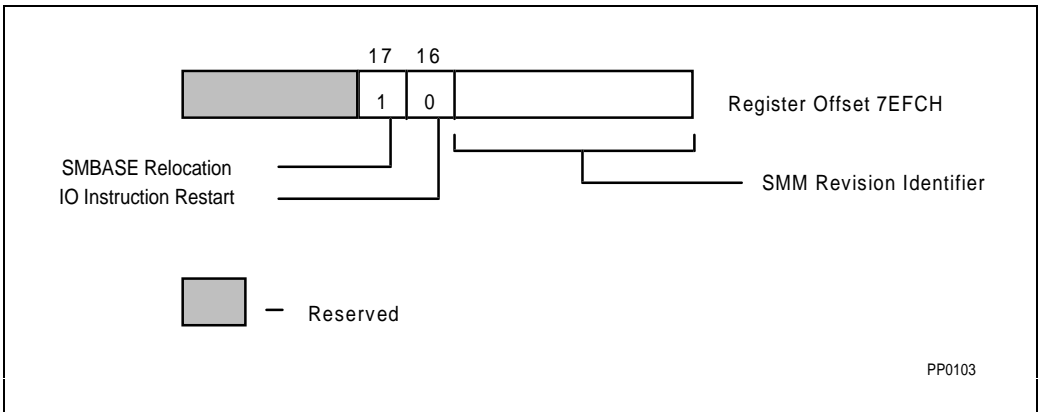 17 16
1 0
Register Offset 7EFCH
SMBASE Relocation
IO Instruction Restart
SMM Revision Identifier
– Reserved
PP0103